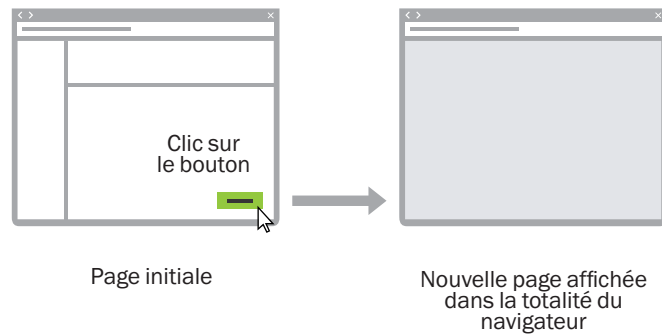 Clic sur
le bouton
Page initiale
Nouvelle page affichée
dans la totalité du
navigateur